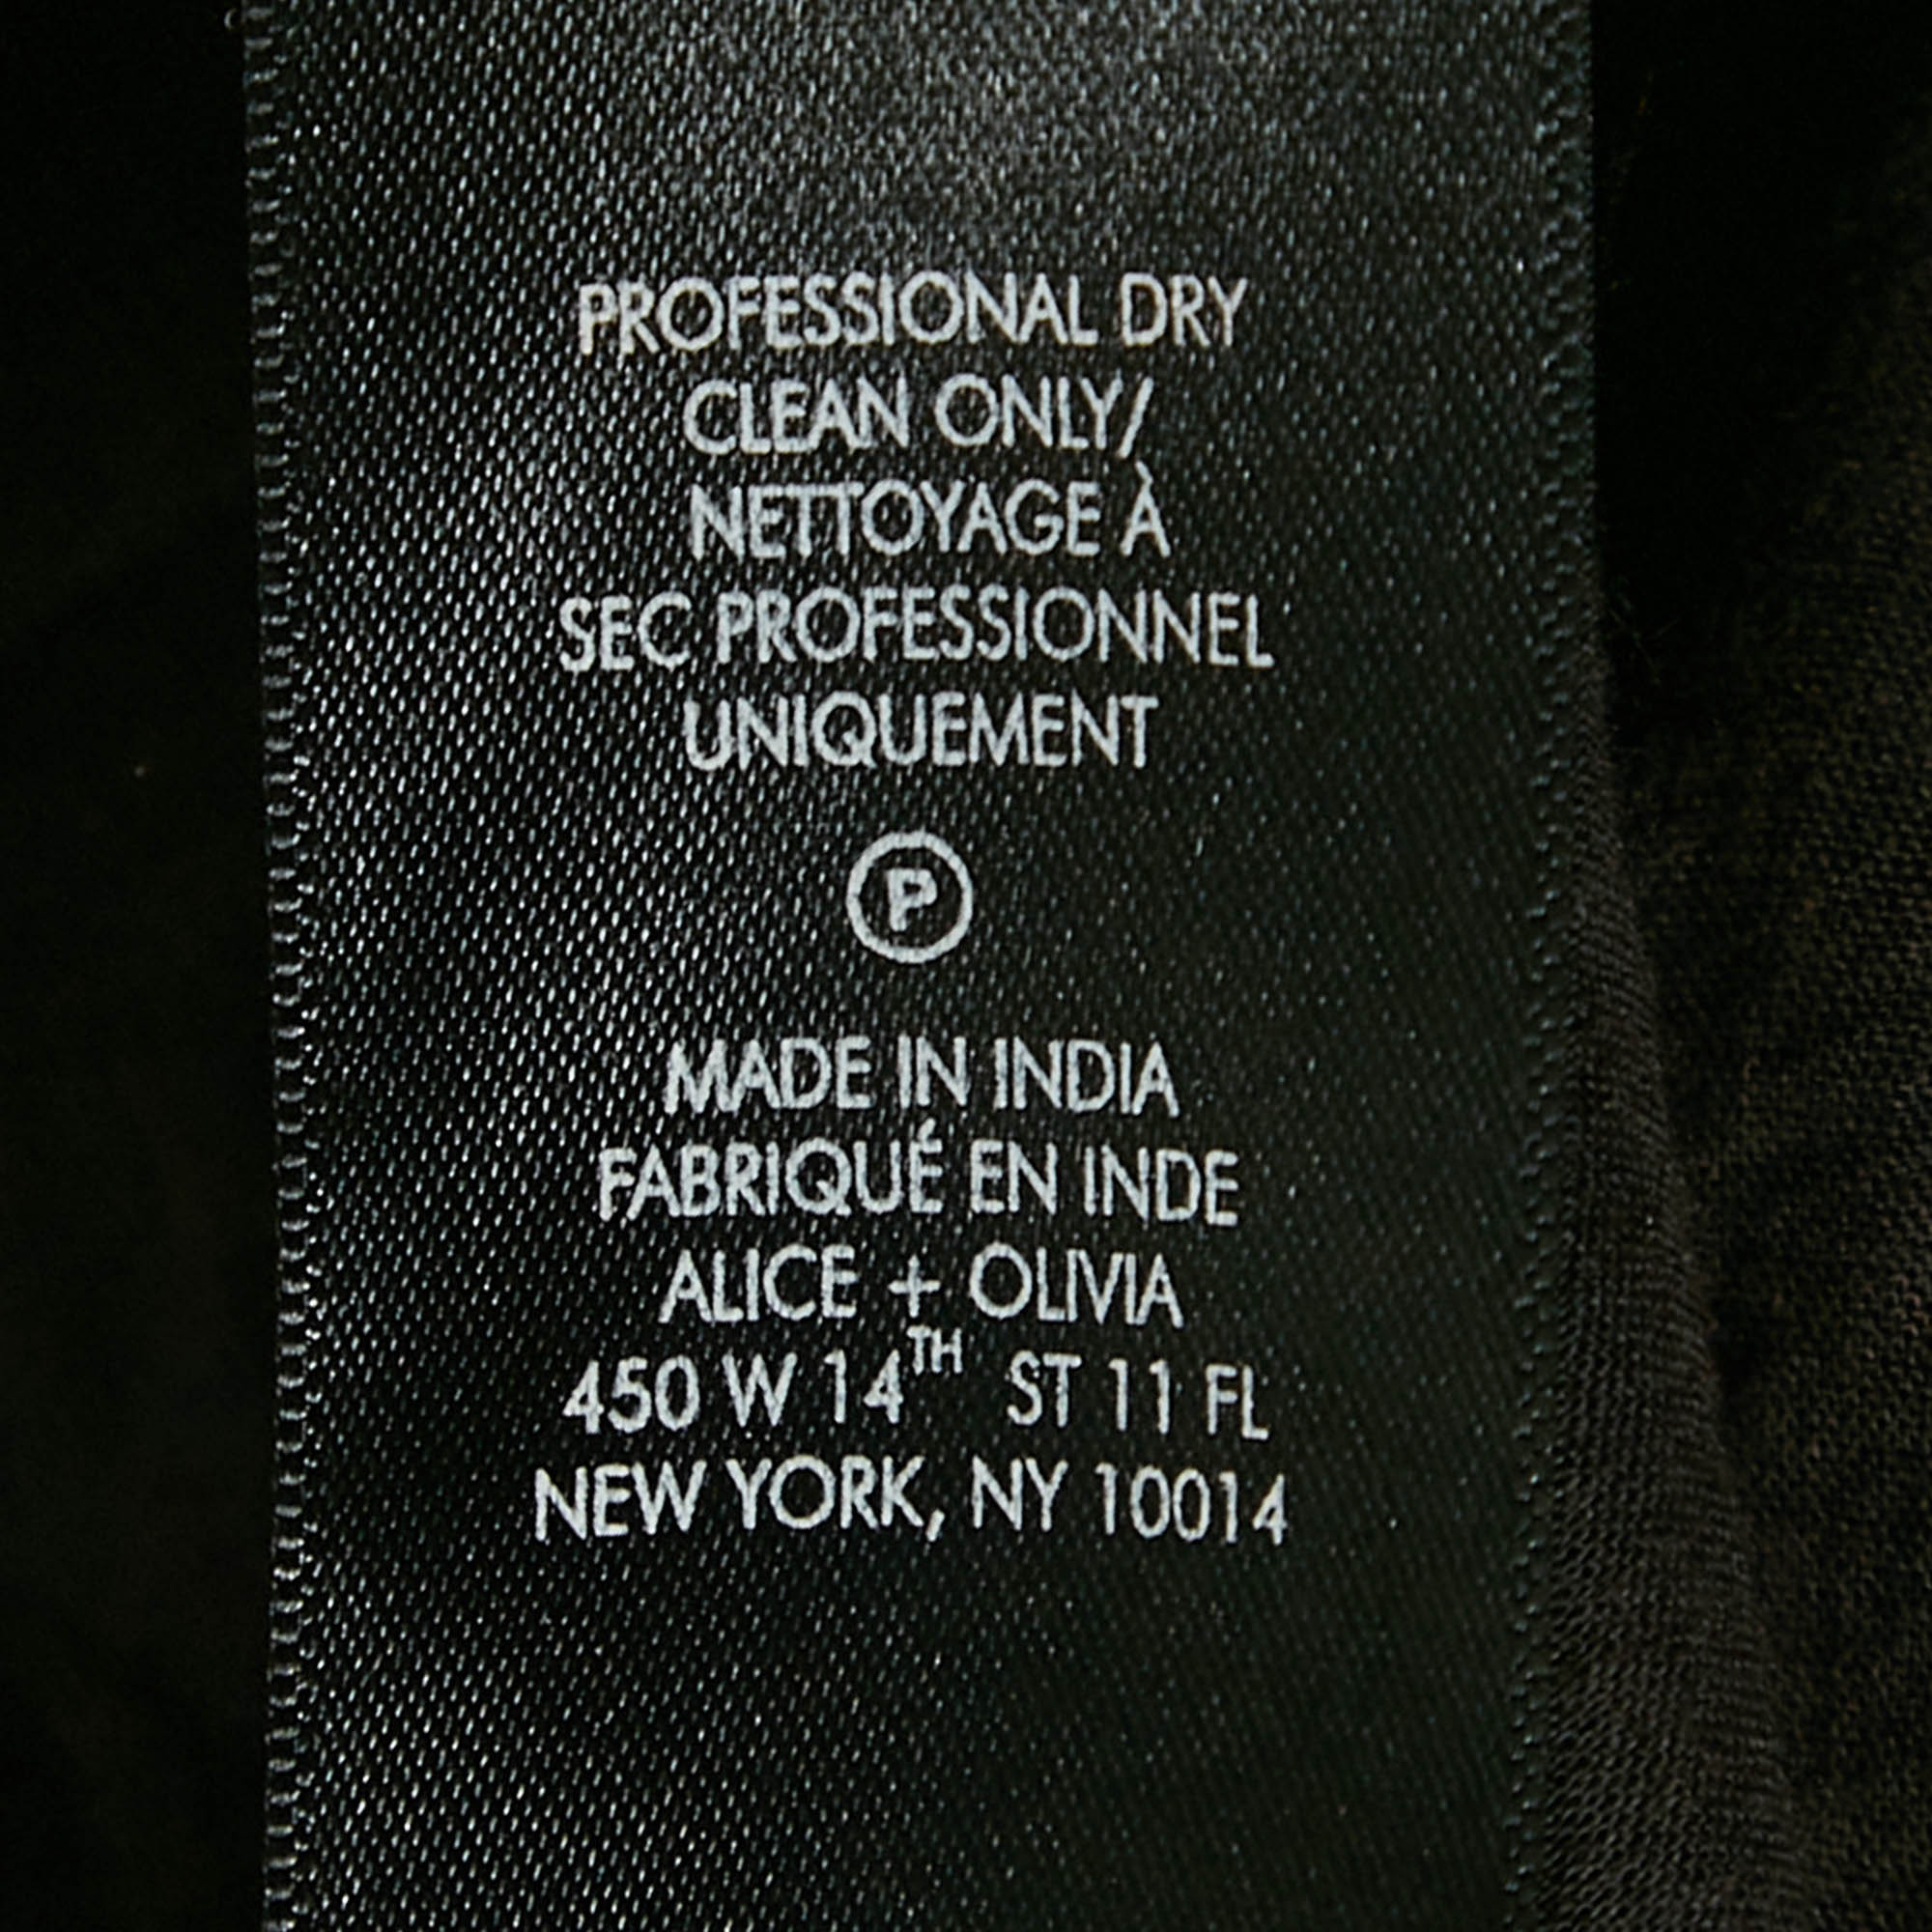 PROFESSIONAL DRY
CLEAN ONLY/
NETTOYAGE À
SEC PROFESSIONNEL
UNIQUEMENT
P
MADE IN INDIA
FABRIQUÉ EN INDE
ALICE + OLIVIA
450 W 14TH ST 11 FL
NEW YORK, NY 10014